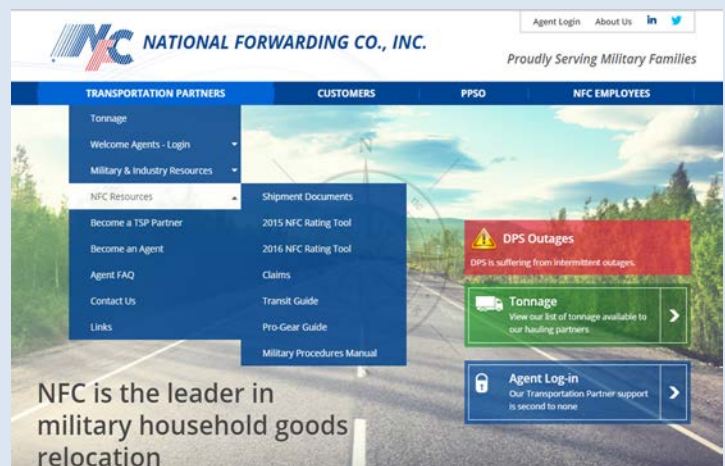 Agent Login About Us in
NFC NATIONAL FORWARDING CO., INC.
Proudly Serving Military Families
TRANSPORTATION PARTNERS CUSTOMERS PPSO NFC EMPLOYEES
Tonnage
Welcome Agents - Login
Military & Industry Resources
NFC Resources
Become a TSP Partner
Become an Agent
Agent FAQ
Contact Us
Links
Shipment Documents
2015 NFC Rating Tool
2016 NFC Rating Tool
Claims
Transit Guide
Pro-Gear Guide
Military Procedures Manual
N
DPS Outages
DPS is suffering from intermittent outages.
Tonnage
View our list of tonnage available to
our hauling partners
Agent Log-in
Our Transportation Partner support
is second to none
NFC is the leader in
military household goods
relocation